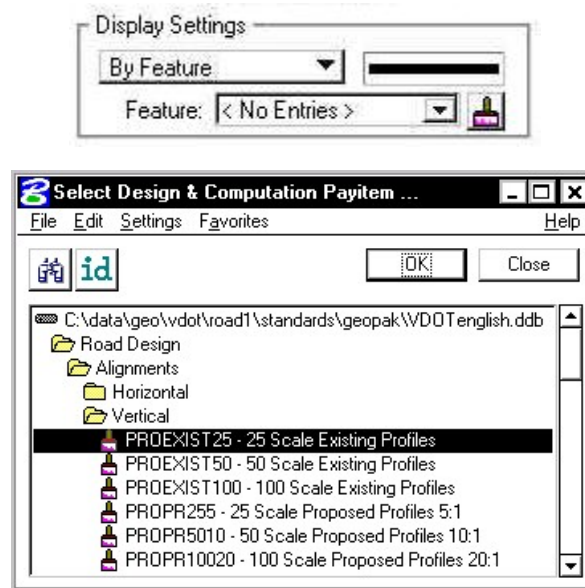 Display Settings
By Feature
Feature: < No Entries >
Select Design & Computation Payitem ...
File Edit Settings Favorites Help
id OK Close
C:\data\geo\vdot\road1\standards\geopak\VDOTenglish.ddb
Road Design
Alignments
Horizontal
Vertical
PROEXIST25 - 25 Scale Existing Profiles
PROEXIST50 - 50 Scale Existing Profiles
PROEXIST100 - 100 Scale Existing Profiles
PROPR255 - 25 Scale Proposed Profiles 5:1
PROPR5010 - 50 Scale Proposed Profiles 10:1
PROPR10020 - 100 Scale Proposed Profiles 20:1